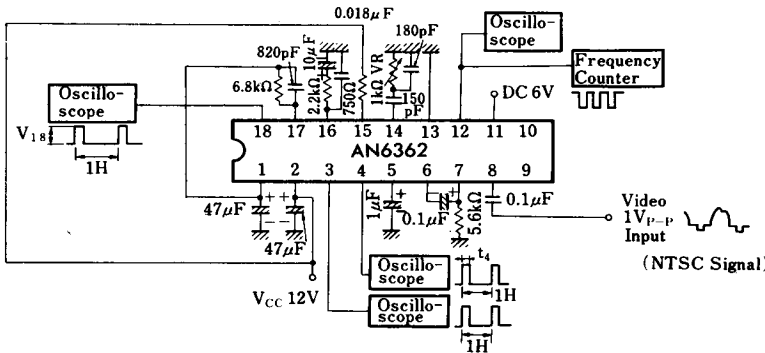 0.018μF
180pF
Oscillo-
scope
820pF
10μF
Frequency
Counter
6.8kΩ
2.2kΩ
750Ω
1kΩ VR
150
pF
DC 6V
Oscillo-
scope
V18
1H
18 17 16 15 14 13 12 11 10
AN6362
1 2 3 4 5 6 7 8 9
47μF
+ +
- -
47μF
1μF
+
-
0.1μF
+
5.6kΩ
0.1μF
Video
1VP-P
Input
(NTSC Signal)
VCC 12V
Oscillo-
scope
t4
1H
Oscillo-
scope
1H